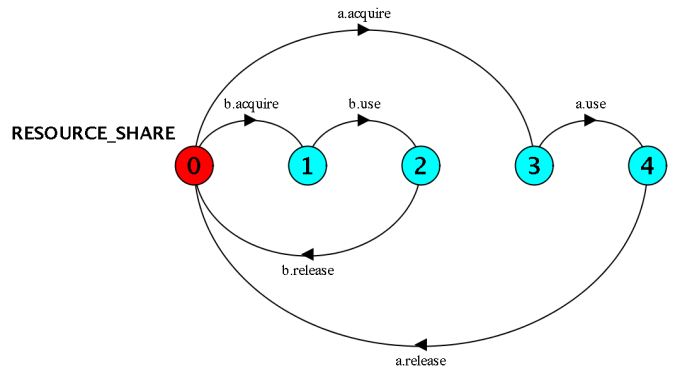 a.acquire
b.acquire
b.use
a.use
RESOURCE_SHARE
0
1
2
3
4
b.release
a.release